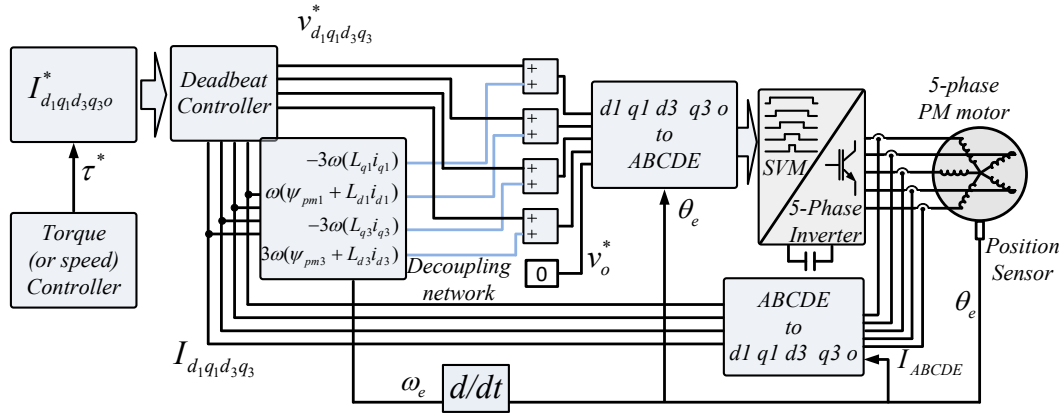 v*d1q1d3q3
I*d1q1d3q3o
Deadbeat
Controller
τ*
Torque
(or speed)
Controller
−3ω(Lq1iq1)
ω(ψpm1 + Ld1id1)
−3ω(Lq3iq3)
3ω(ψpm3 + Ld3id3)
Decoupling
network
+
+
+
+
+
+
+
+
0
v*o
d1 q1 d3 q3 o
to
ABCDE
θe
SVM
5-Phase
Inverter
5-phase
PM motor
Position
Sensor
θe
ABCDE
to
d1 q1 d3 q3 o
IABCDE
Id1q1d3q3
ωe
d/dt